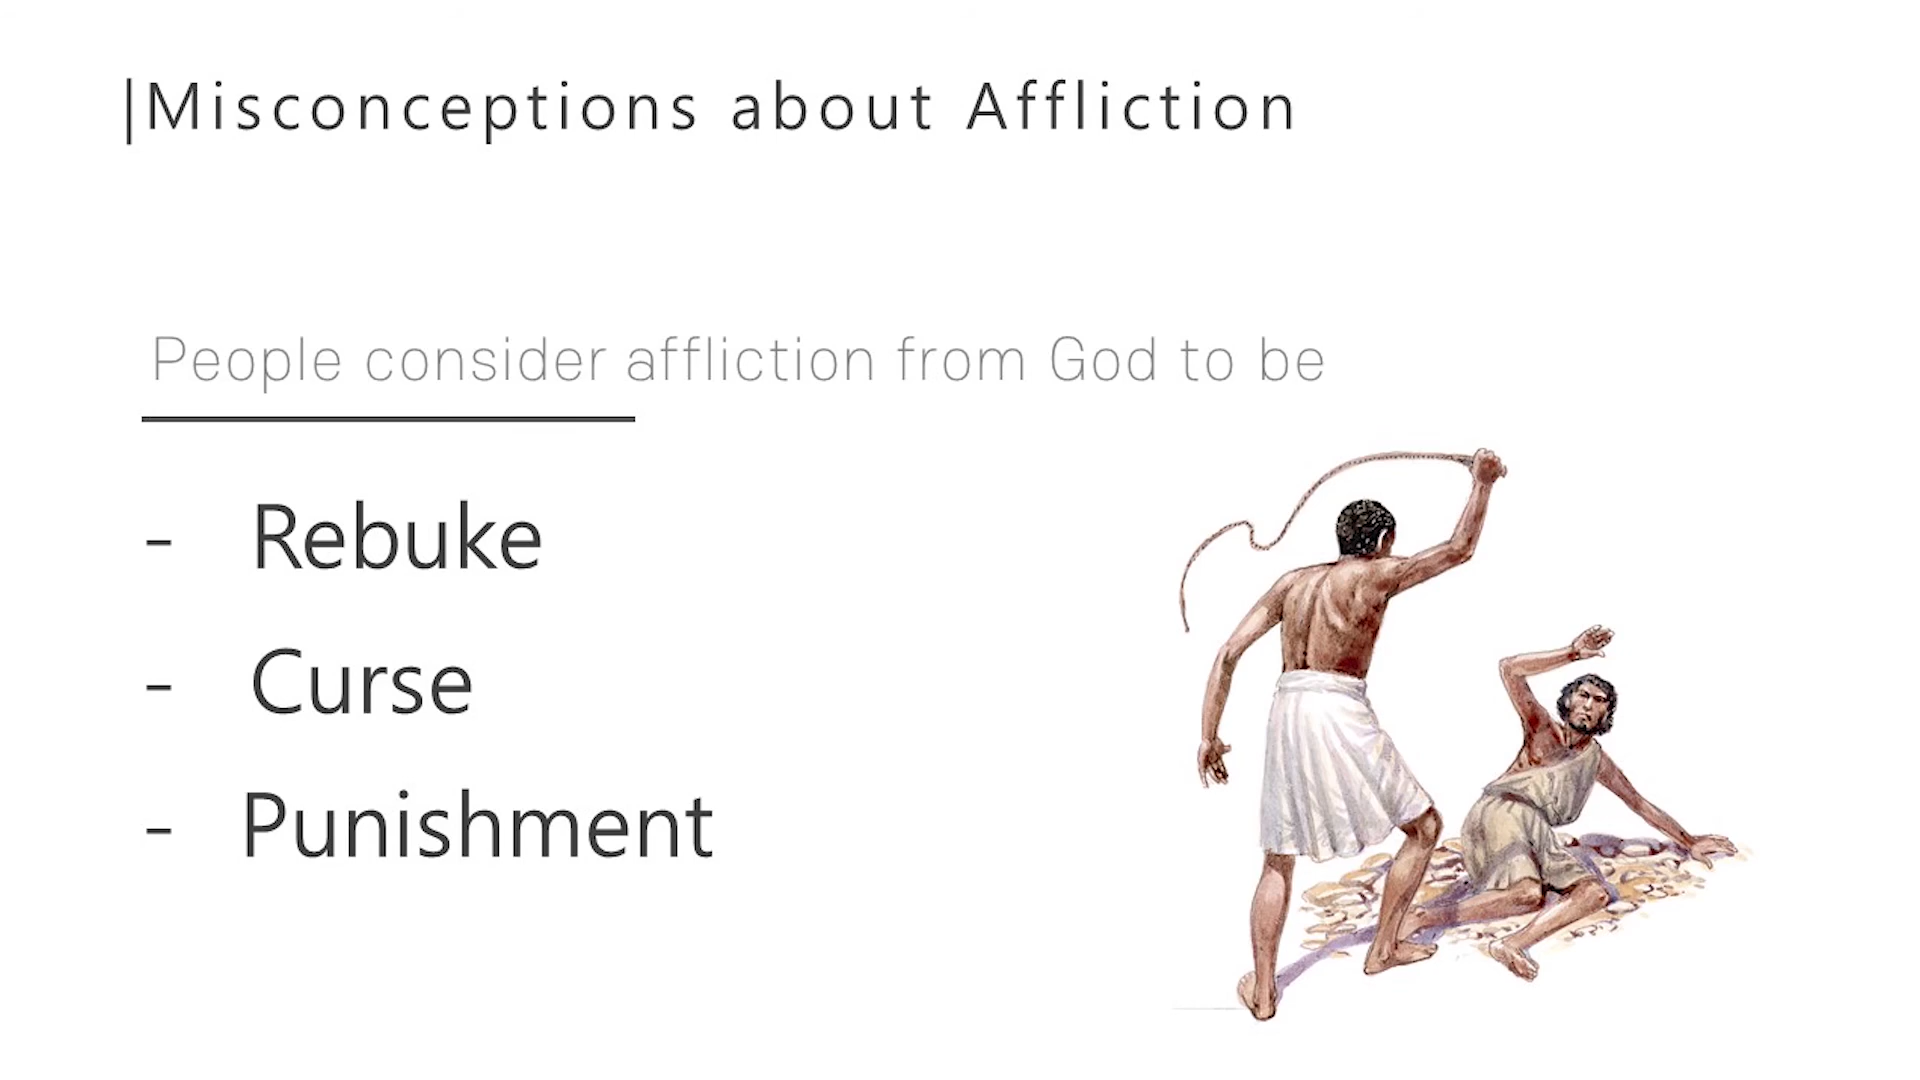 |Misconceptions about Affliction
People consider affliction from God to be
- Rebuke
- Curse
- Punishment